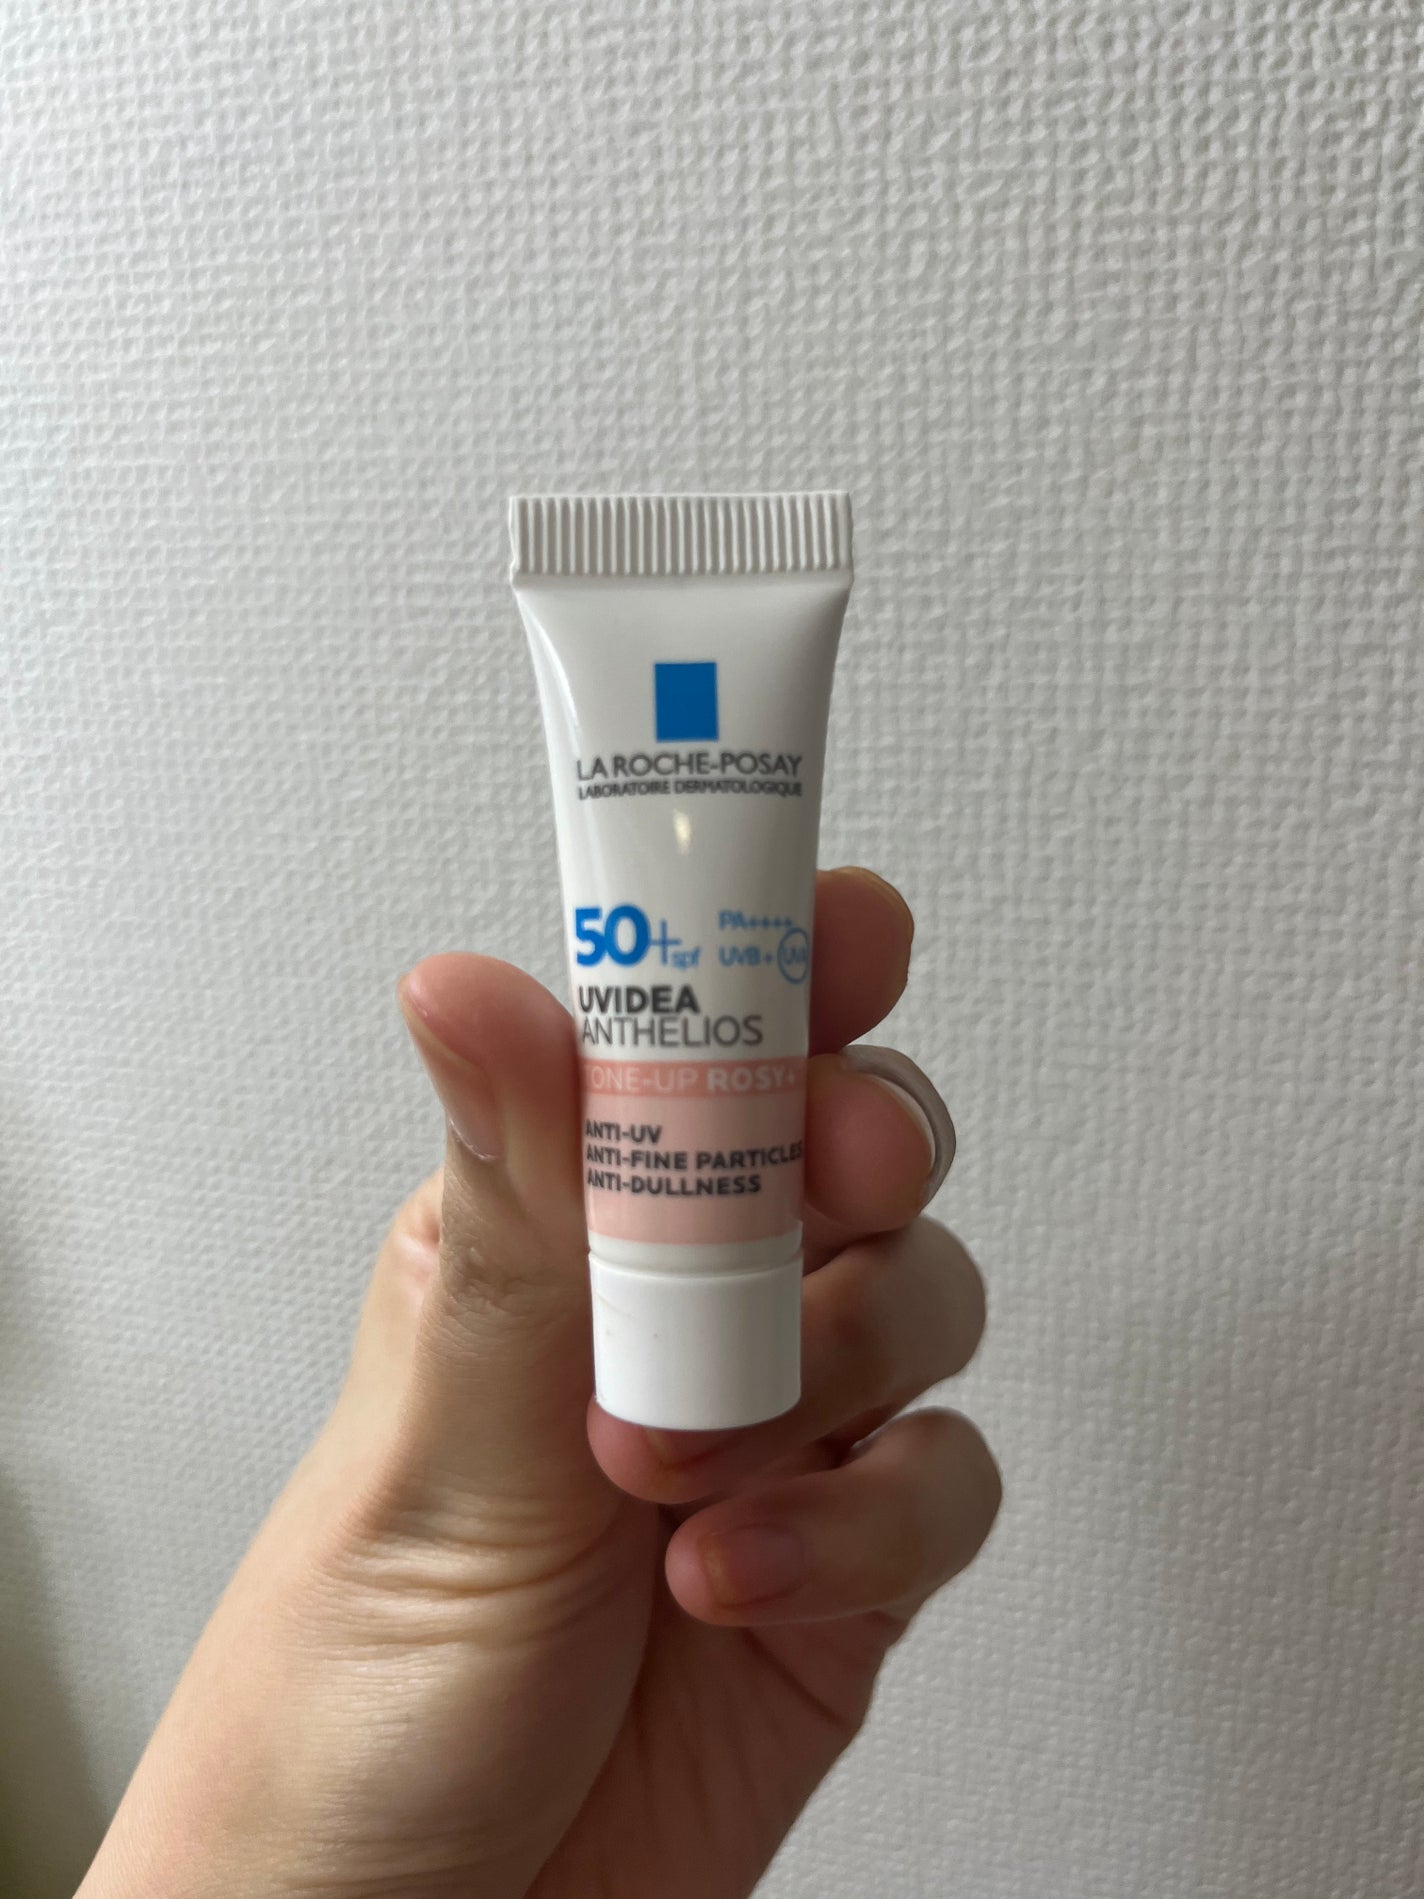 LA ROCHE-POSAY
LABORATOIRE DERMATOLOGIQUE
50+ spf
PA++++
UVB + UVA
UVIDEA
ANTHELIOS
TONE-UP ROSY+
ANTI-UV
ANTI-FINE PARTICLES
ANTI-DULLNESS